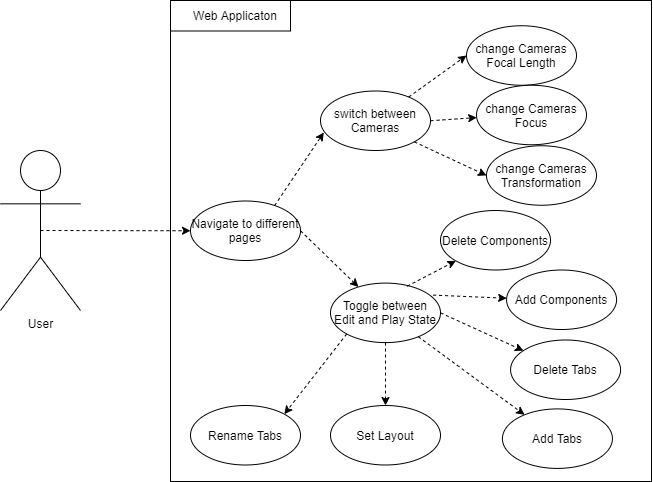 Web Applicaton
change Cameras
Focal Length
switch between
Cameras
change Cameras
Focus
change Cameras
Transformation
Navigate to different
pages
User
Delete Components
Toggle between
Edit and Play State
Add Components
Delete Tabs
Rename Tabs
Set Layout
Add Tabs